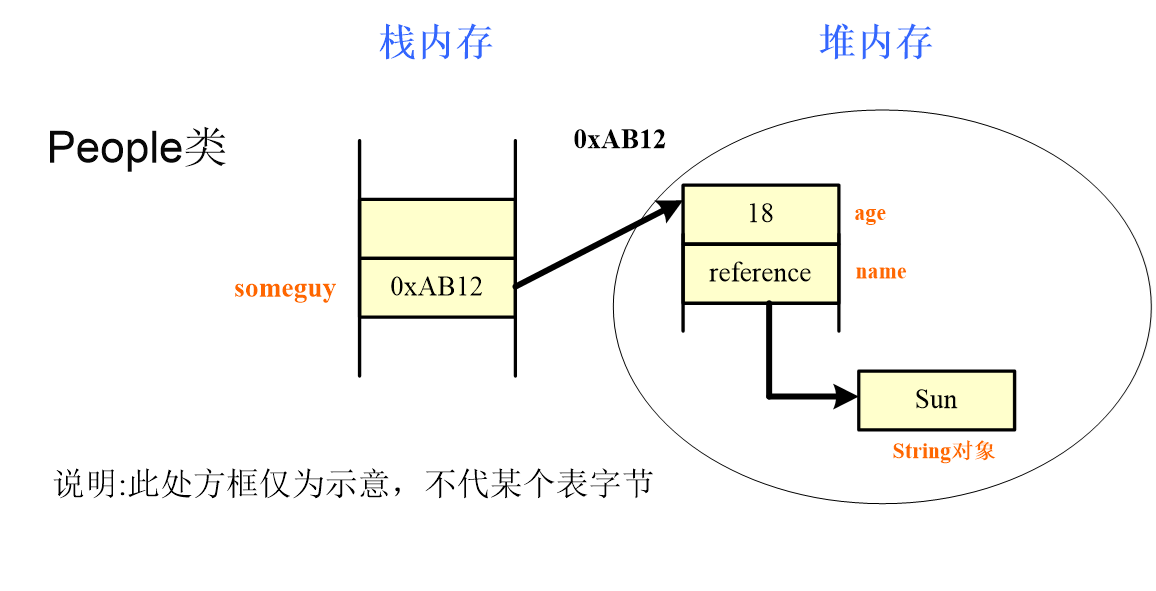 栈内存
堆内存
People类
0xAB12
18
age
someguy
0xAB12
reference
name
Sun
String对象
说明:此处方框仅为示意，不代某个表字节